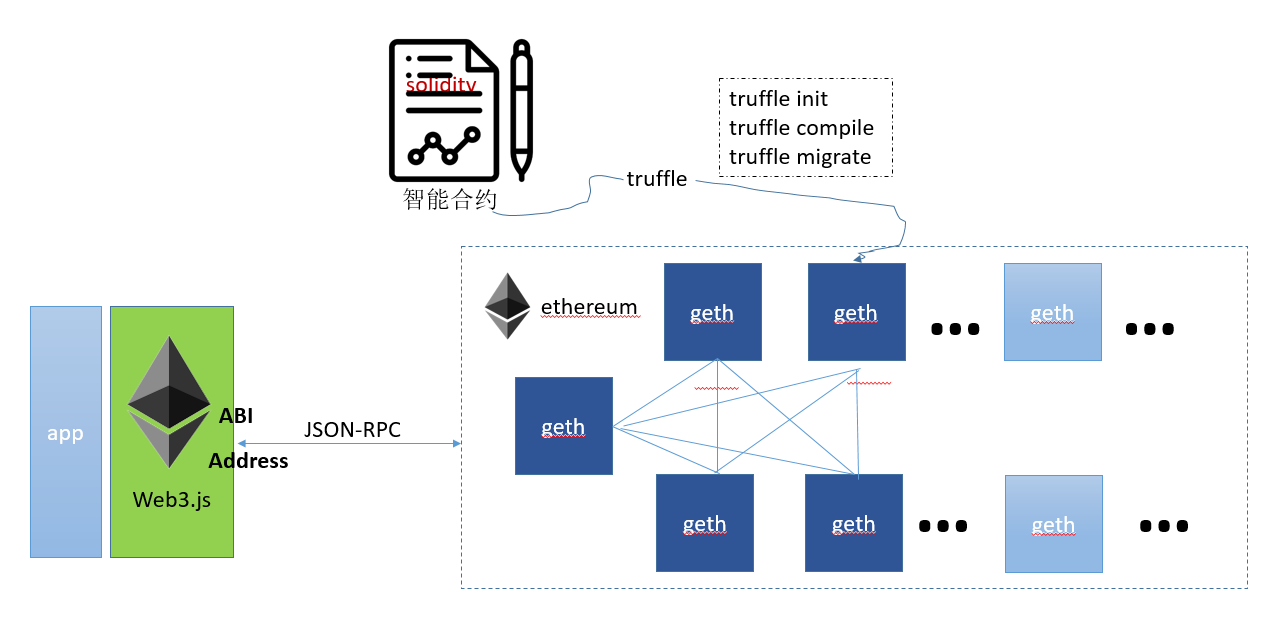 solidity
智能合约
truffle
truffle init
truffle compile
truffle migrate
ethereum
geth
geth
geth
geth
geth
geth
geth
app
ABI
Address
Web3.js
JSON-RPC